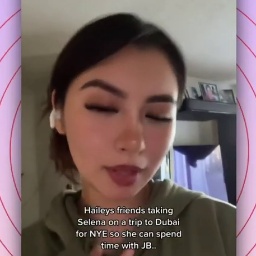 Haileys friends taking
Selena on a trip to Dubai
for NYE so she can spend
time with JB..